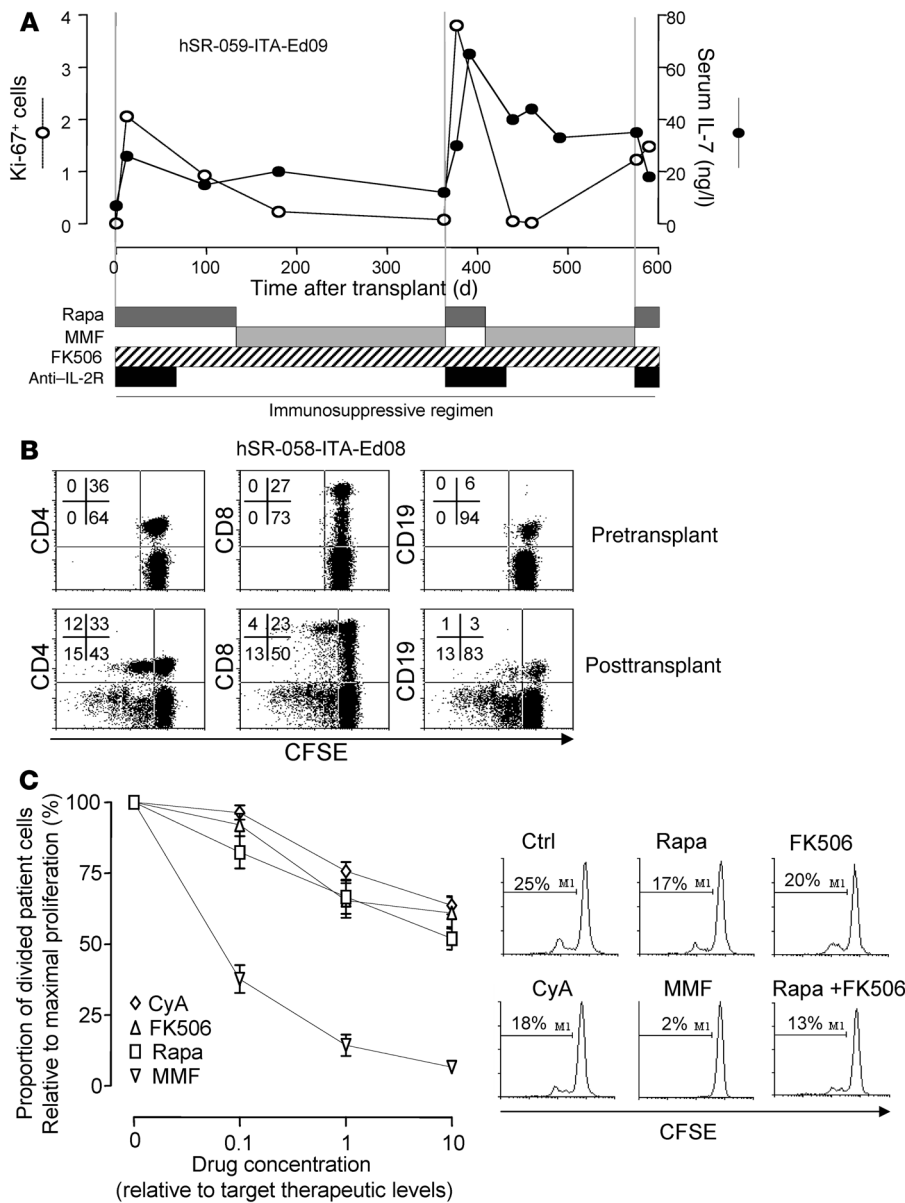 A
hSR-059-ITA-Ed09
Ki-67+ cells
4
3
2
1
0
Serum IL-7 (ng/l)
80
60
40
20
0
0 100 200 300 400 500 600
Time after transplant (d)
Rapa
MMF
FK506
Anti–IL-2R
Immunosuppressive regimen
B
hSR-058-ITA-Ed08
CD4
0 36
0 64
CD8
0 27
0 73
CD19
0 6
0 94
Pretransplant
CD4
12 33
15 43
CD8
4 23
13 50
CD19
1 3
13 83
Posttransplant
CFSE
C
Proportion of divided patient cells
Relative to maximal proliferation (%)
100
75
50
25
0
CyA
FK506
Rapa
MMF
0 0.1 1 10
Drug concentration
(relative to target therapeutic levels)
Ctrl
25% M1
Rapa
17% M1
FK506
20% M1
CyA
18% M1
MMF
2% M1
Rapa +FK506
13% M1
CFSE